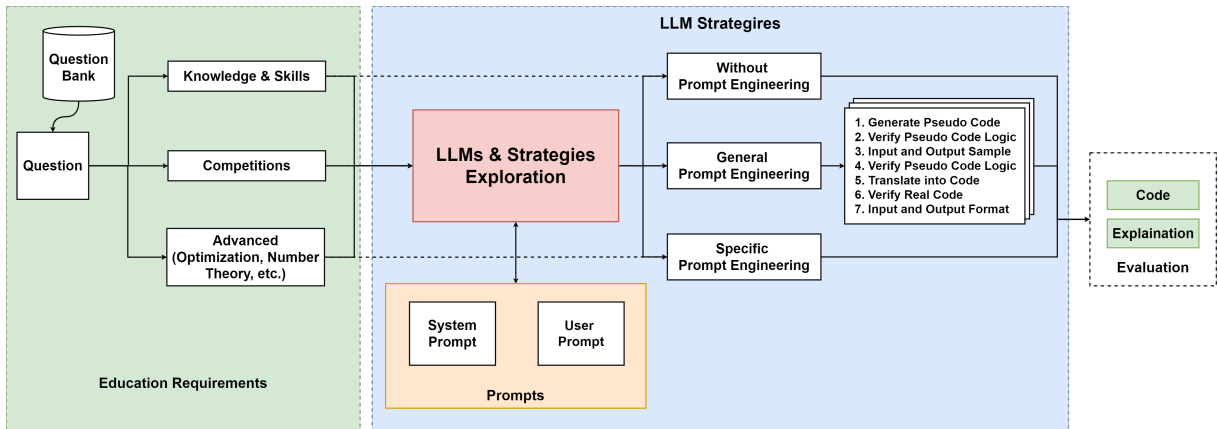 LLM Strategires
Question
Bank
Question
Knowledge & Skills
Competitions
Advanced
(Optimization, Number
Theory, etc.)
Education Requirements
LLMs & Strategies
Exploration
System
Prompt
User
Prompt
Prompts
Without
Prompt Engineering
General
Prompt Engineering
Specific
Prompt Engineering
1. Generate Pseudo Code
2. Verify Pseudo Code Logic
3. Input and Output Sample
4. Verify Pseudo Code Logic
5. Translate into Code
6. Verify Real Code
7. Input and Output Format
Code
Explaination
Evaluation